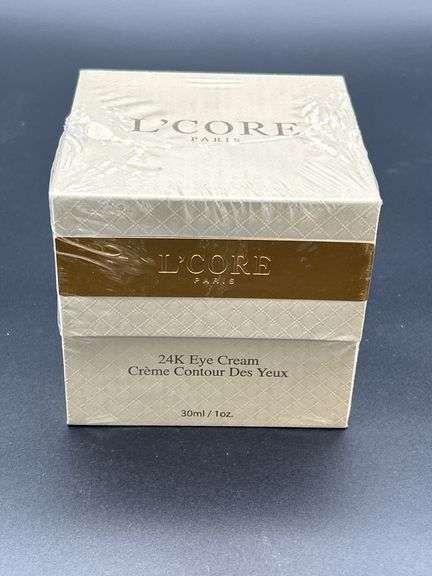 L'CORE
PARIS
L'CORE
PARIS
24K Eye Cream
Crème Contour Des Yeux
30ml / 1oz.